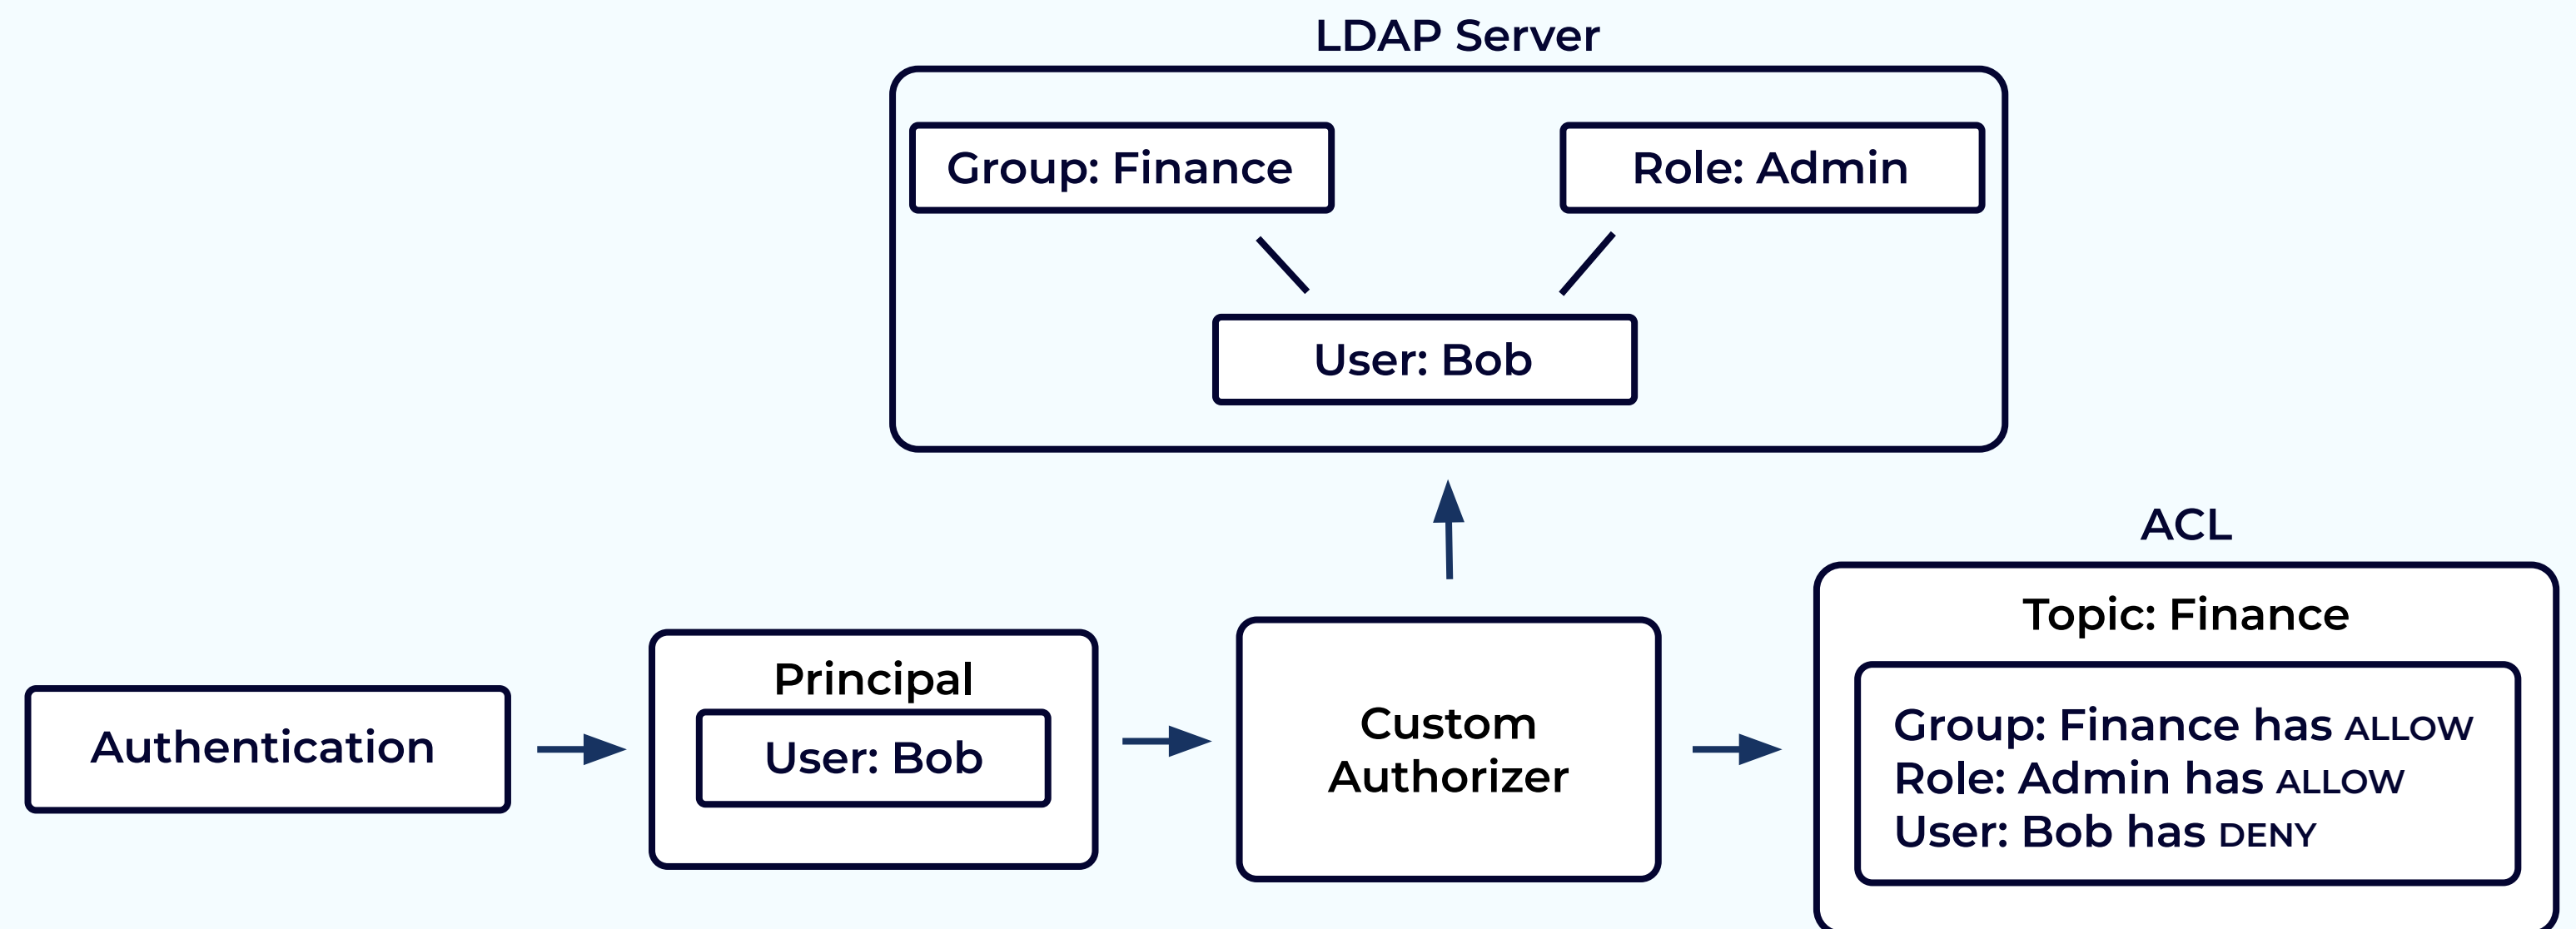 LDAP Server
Group: Finance
Role: Admin
User: Bob
Authentication
Principal
User: Bob
Custom
Authorizer
ACL
Topic: Finance
Group: Finance has ALLOW
Role: Admin has ALLOW
User: Bob has DENY